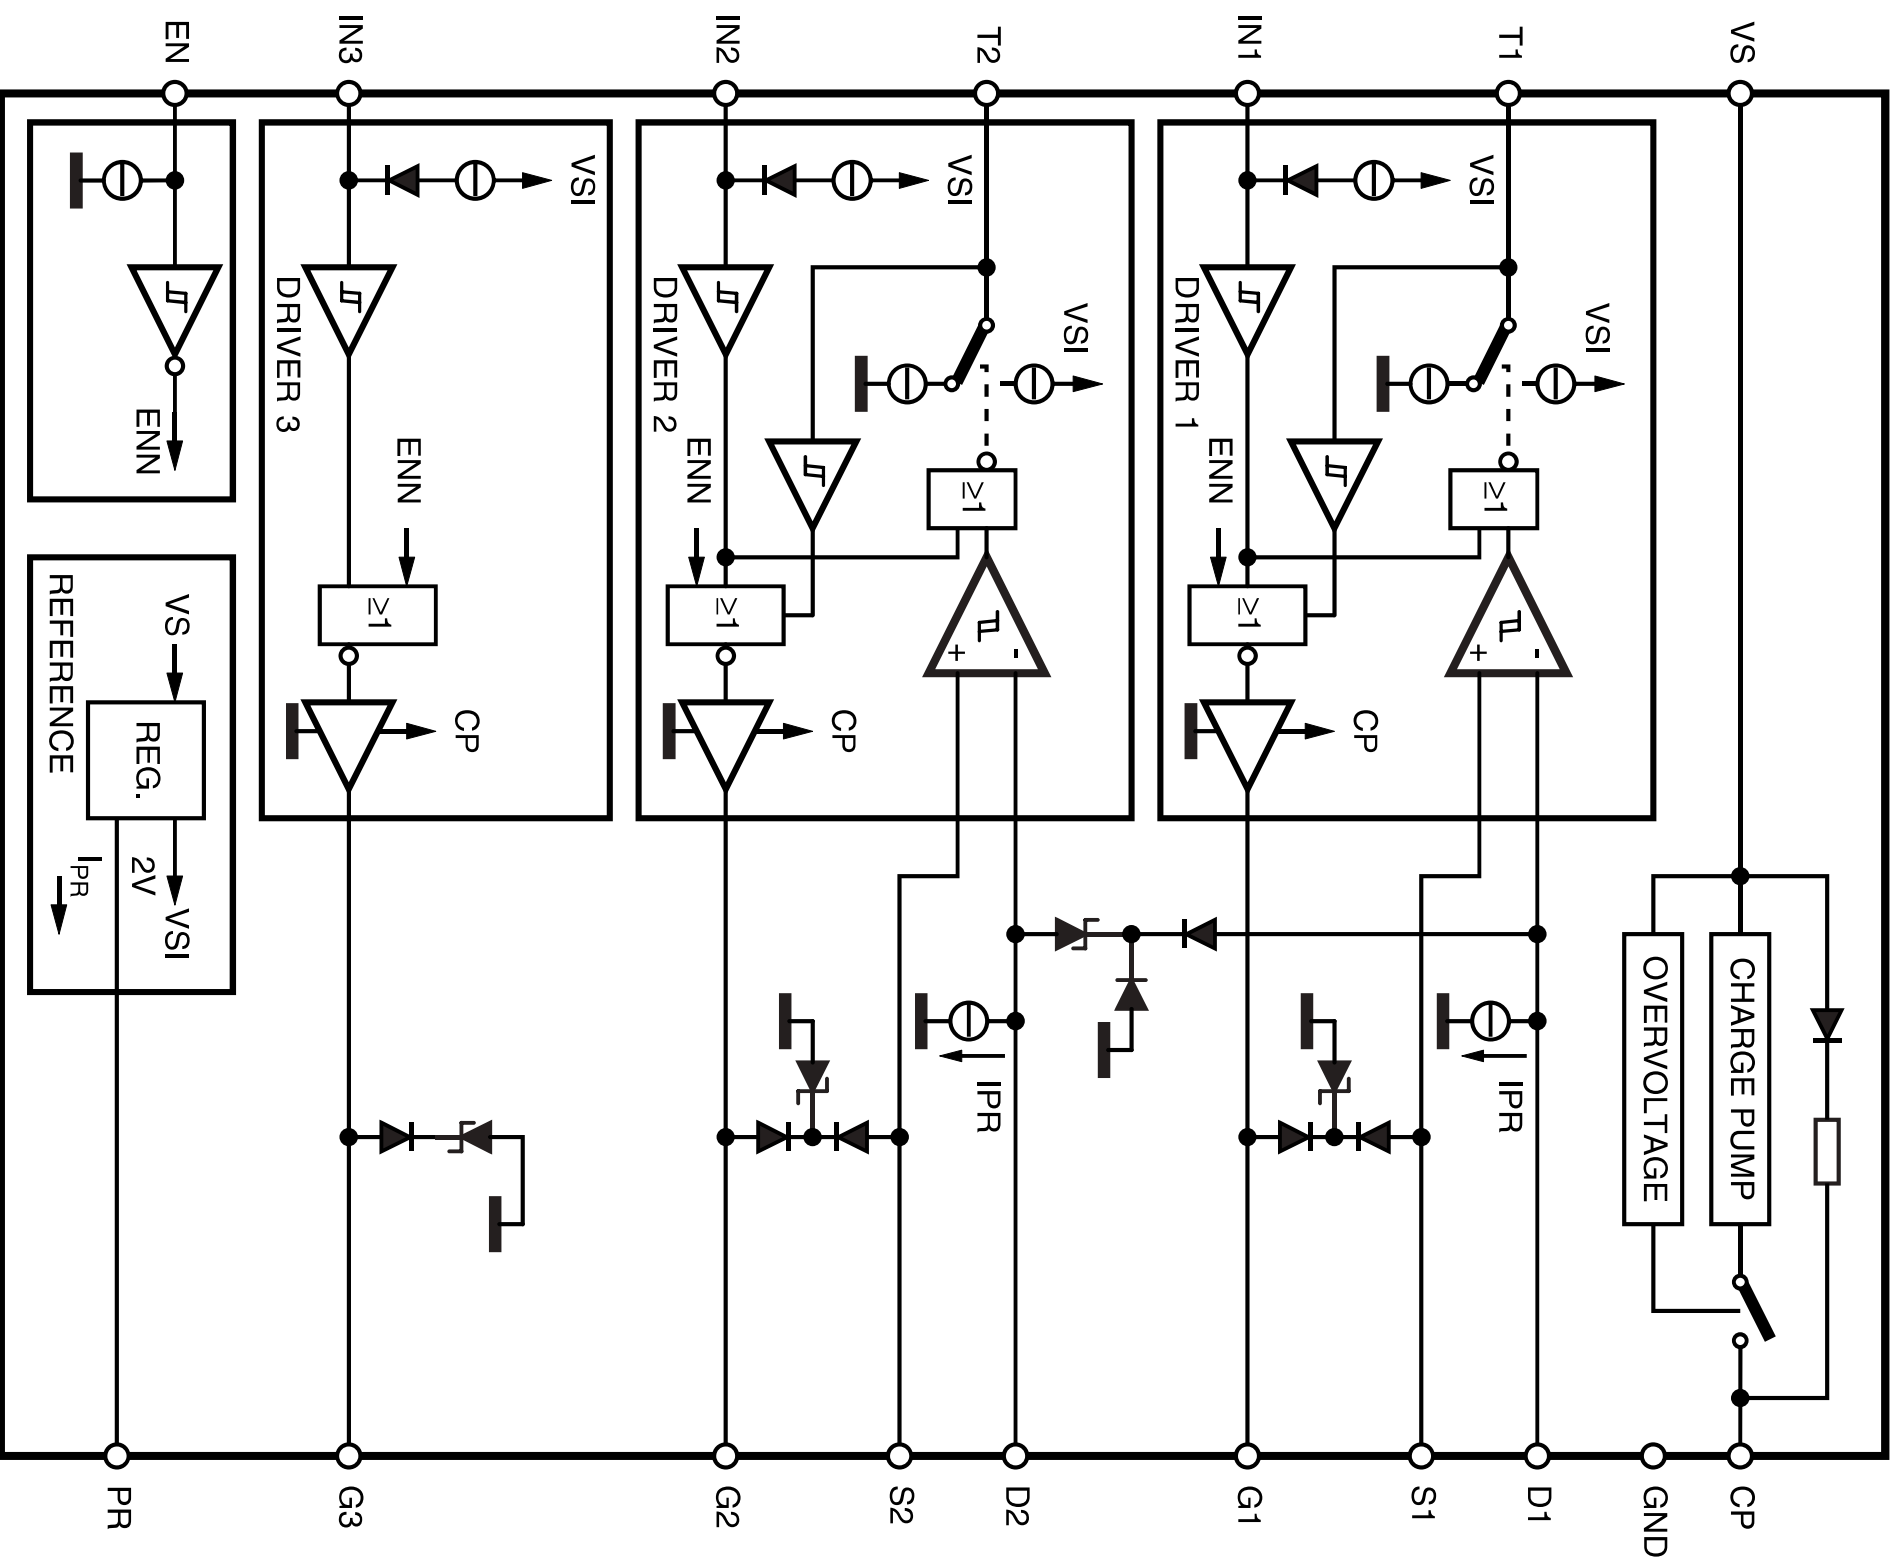 VS
T1
IN1
T2
IN2
IN3
EN
CHARGE PUMP
OVERVOLTAGE
CP
GND
VSI
VSI
≥1
-
+
DRIVER 1
ENN
≥1
CP
IPR
D1
S1
G1
VSI
VSI
≥1
-
+
DRIVER 2
ENN
≥1
CP
IPR
D2
S2
G2
VSI
DRIVER 3
ENN
≥1
CP
G3
ENN
VS
REG.
VSI
2V
IPR
REFERENCE
PR